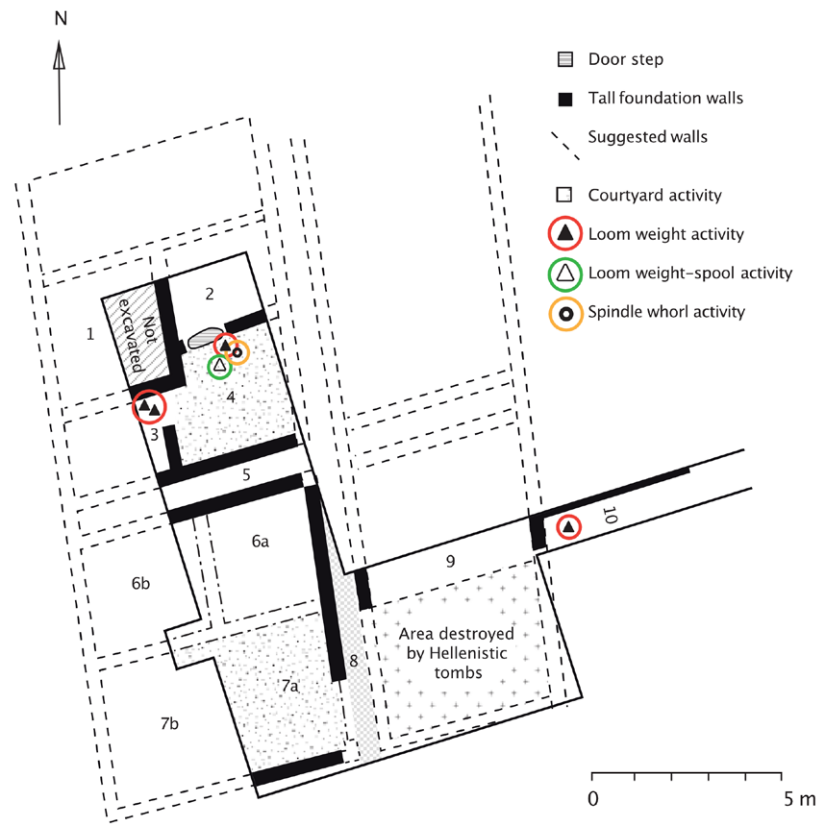 N
Door step
Tall foundation walls
Suggested walls
Courtyard activity
Loom weight activity
Loom weight-spool activity
Spindle whorl activity
1
Not
excavated
2
3
4
5
6a
6b
7a
7b
8
9
10
Area destroyed
by Hellenistic
tombs
0
5 m